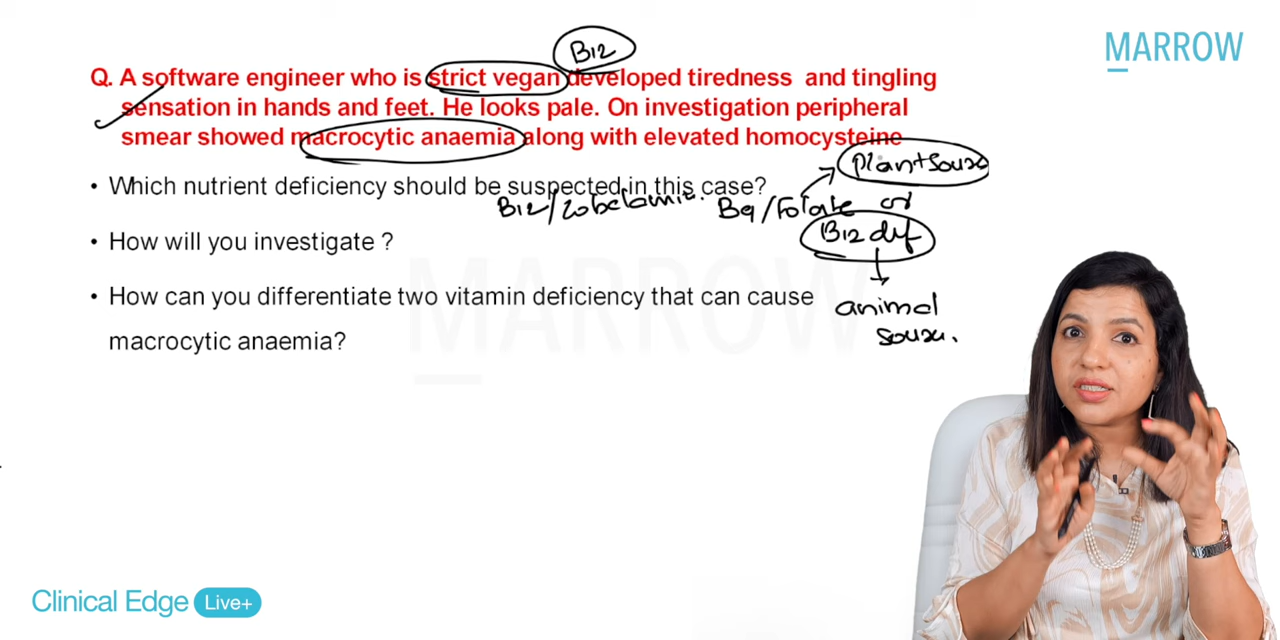 MARROW
B12
Q. A software engineer who is strict vegan developed tiredness and tingling
sensation in hands and feet. He looks pale. On investigation peripheral
smear showed macrocytic anaemia along with elevated homocysteine
plant
• Which nutrient deficiency should be suspected in this case?
B12/ B9/Folate or
B12 def
• How will you investigate ?
• How can you differentiate two vitamin deficiency that can cause
macrocytic anaemia?
animal
MARROW
Clinical Edge Live+